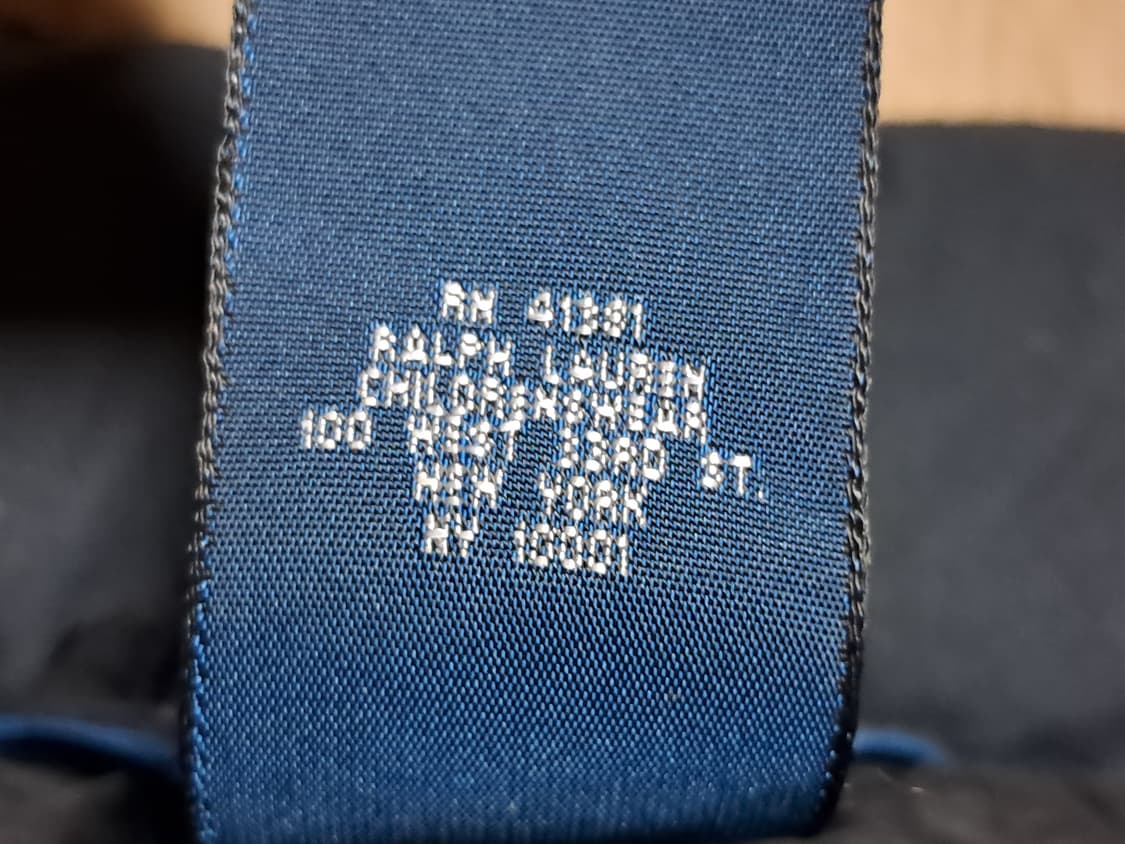 RN 41381
RALPH LAUREN
CHILDRENSWEAR
100 WEST 33RD ST.
NEW YORK
NY 10001